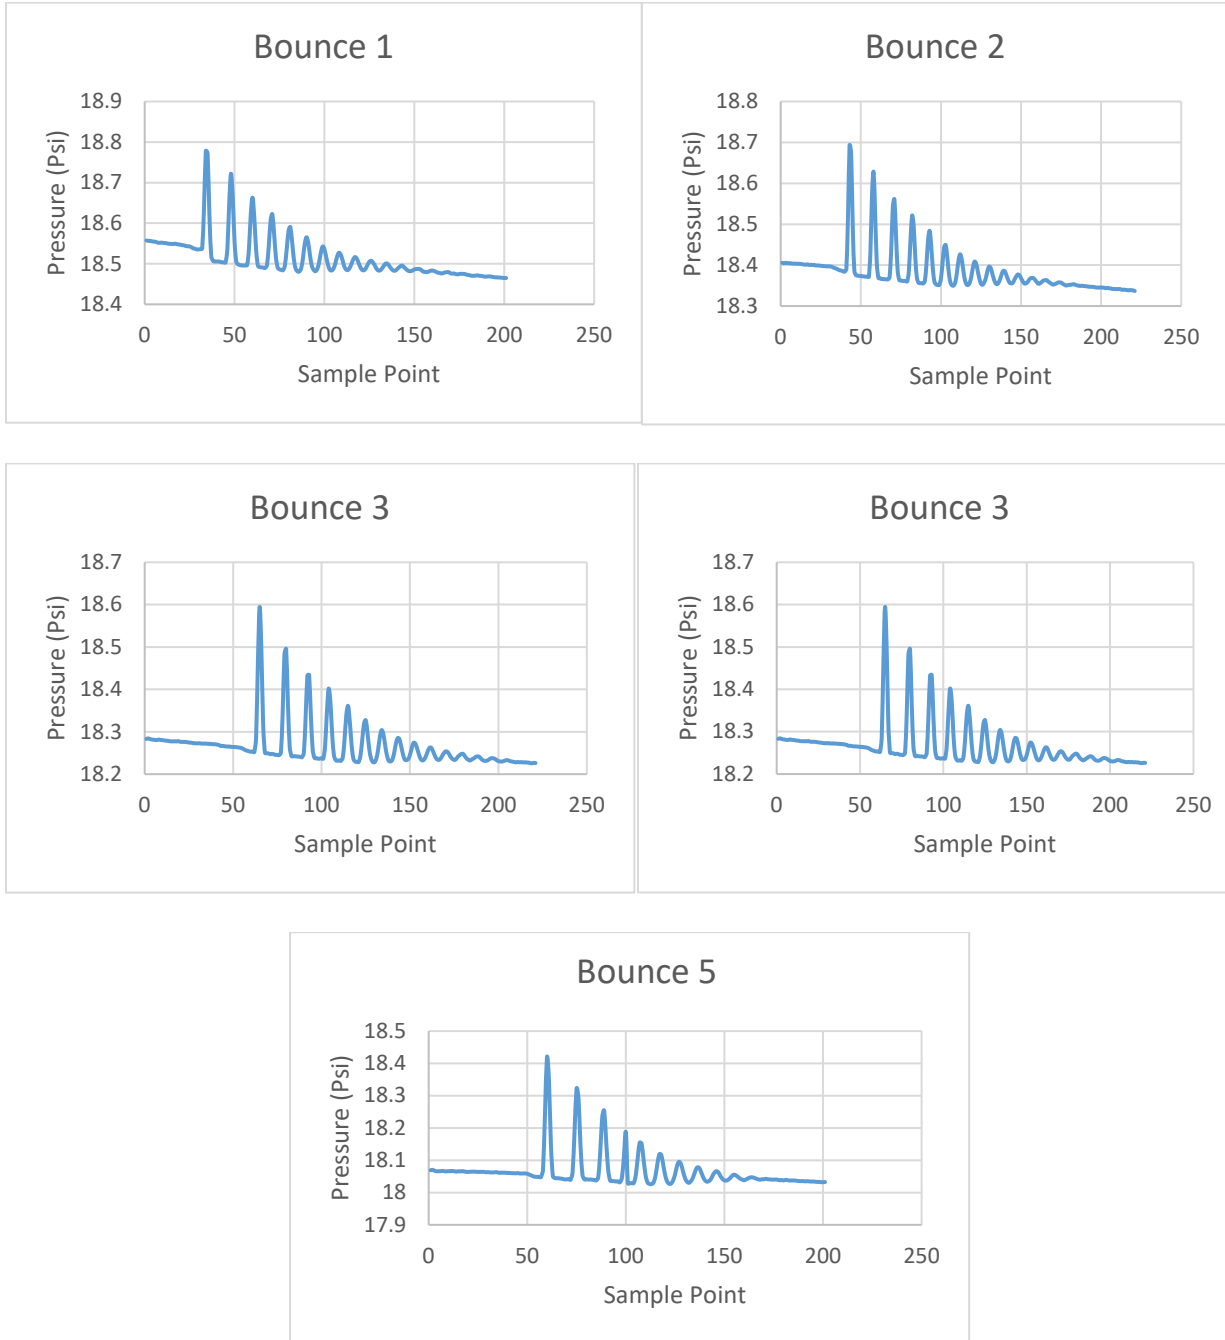 Bounce 1
18.9
18.8
18.7
18.6
18.5
18.4
Pressure (Psi)
0 50 100 150 200 250
Sample Point
Bounce 2
18.8
18.7
18.6
18.5
18.4
18.3
Pressure (Psi)
0 50 100 150 200 250
Sample Point
Bounce 3
18.7
18.6
18.5
18.4
18.3
18.2
Pressure (Psi)
0 50 100 150 200 250
Sample Point
Bounce 3
18.7
18.6
18.5
18.4
18.3
18.2
Pressure (Psi)
0 50 100 150 200 250
Sample Point
Bounce 5
18.5
18.4
18.3
18.2
18.1
18
17.9
Pressure (Psi)
0 50 100 150 200 250
Sample Point